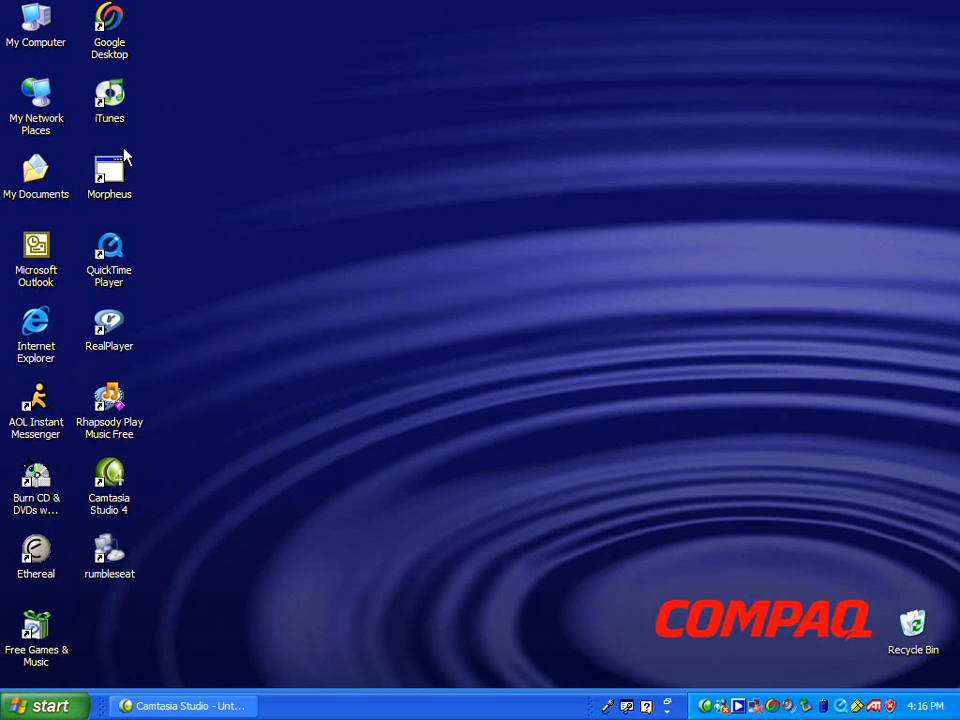 My Computer
Google
Desktop
My Network
Places
iTunes
My Documents
Morpheus
Microsoft
Outlook
QuickTime
Player
Internet
Explorer
RealPlayer
AOL Instant
Messenger
Rhapsody Play
Music Free
Burn CD &
DVDs w...
4
Camtasia
Studio 4
Ethereal
rumbleseat
Free Games &
Music
COMPAQ
Recycle Bin
start
Camtasia Studio - Unt...
ATI
4:16 PM